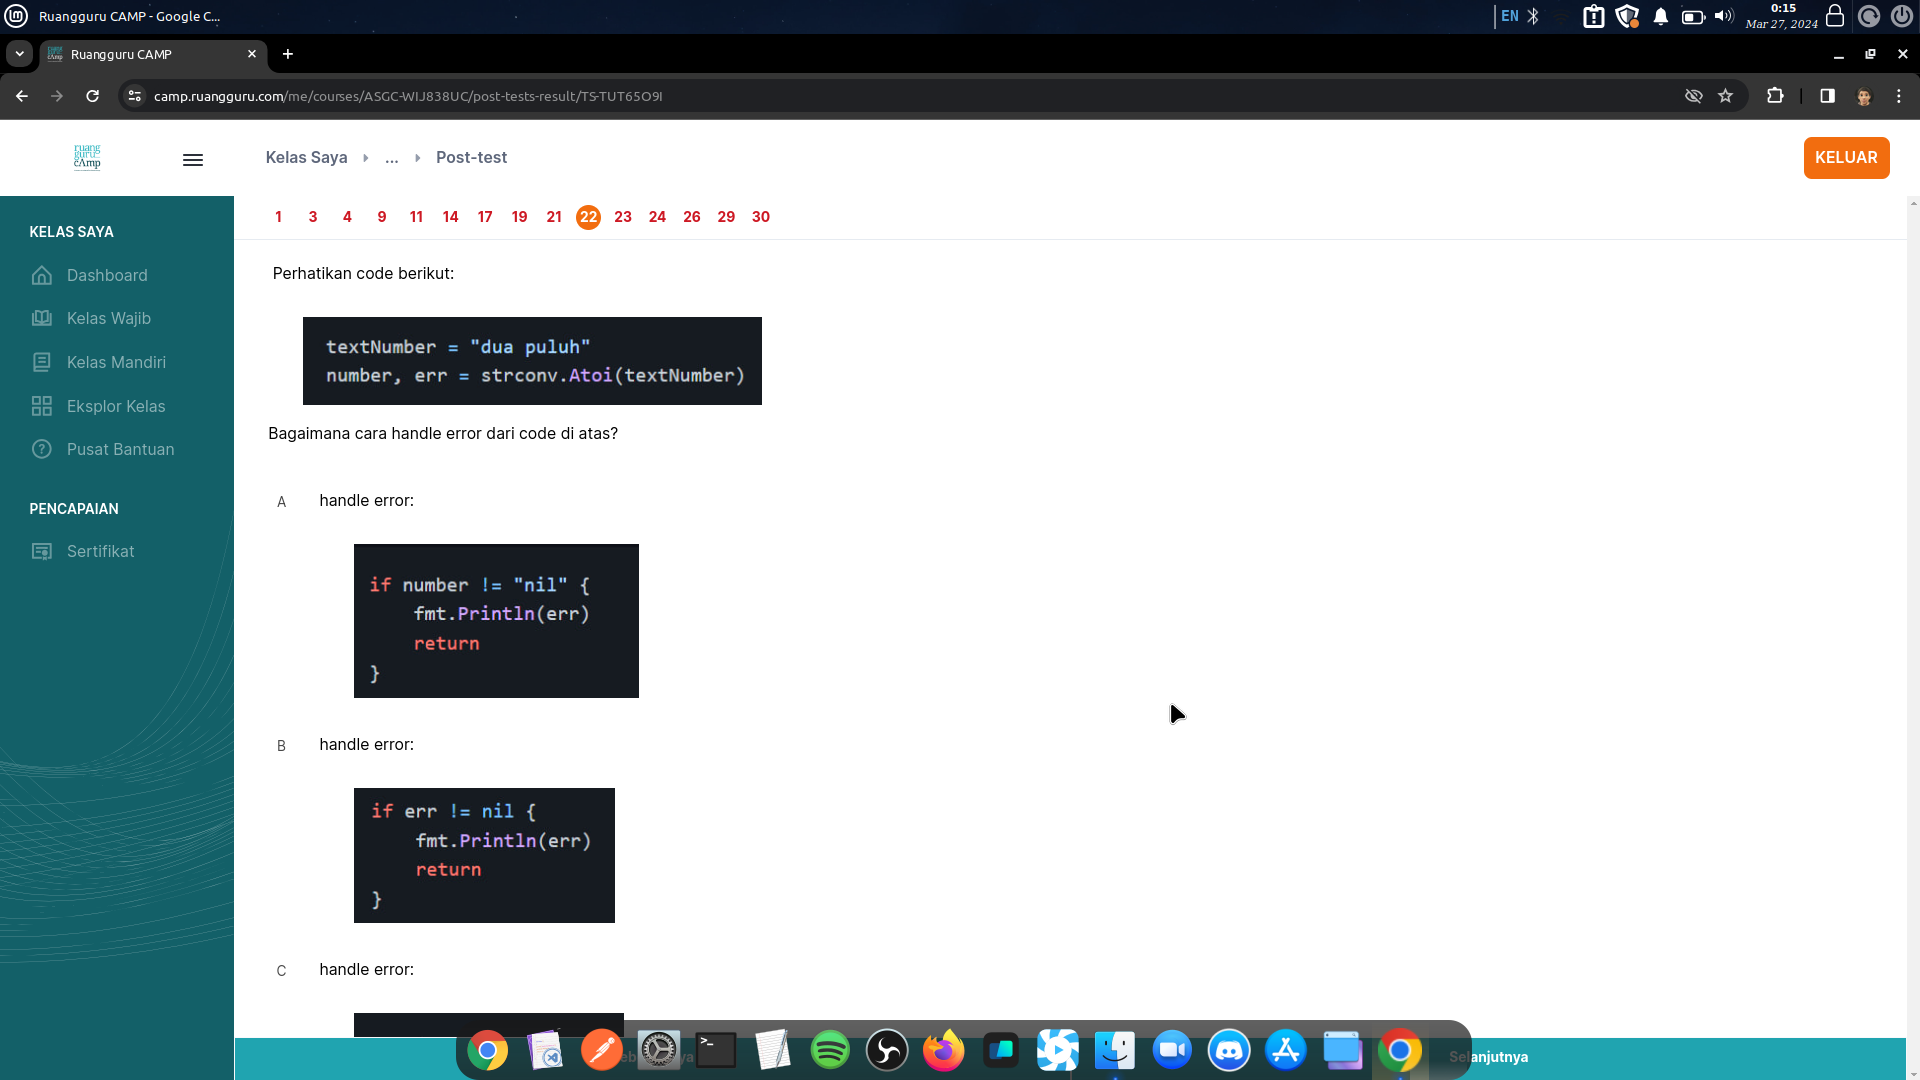 Ruangguru CAMP - Google C...
EN
0:15
Mar 27, 2024
Ruangguru CAMP
camp.ruangguru.com/me/courses/ASGC-WIJ838UC/post-tests-result/TS-TUT65O9I
ruang
guru
cAmp
Kelas Saya
...
Post-test
KELUAR
1 3 4 9 11 14 17 19 21 22 23 24 26 29 30
KELAS SAYA
Dashboard
Kelas Wajib
Kelas Mandiri
Eksplor Kelas
Pusat Bantuan
PENCAPAIAN
Sertifikat
Perhatikan code berikut:
textNumber = "dua puluh"
number, err = strconv.Atoi(textNumber)
Bagaimana cara handle error dari code di atas?
A handle error:
if number != "nil" {
fmt.Println(err)
return
}
B handle error:
if err != nil {
fmt.Println(err)
return
}
C handle error:
Selanjutnya